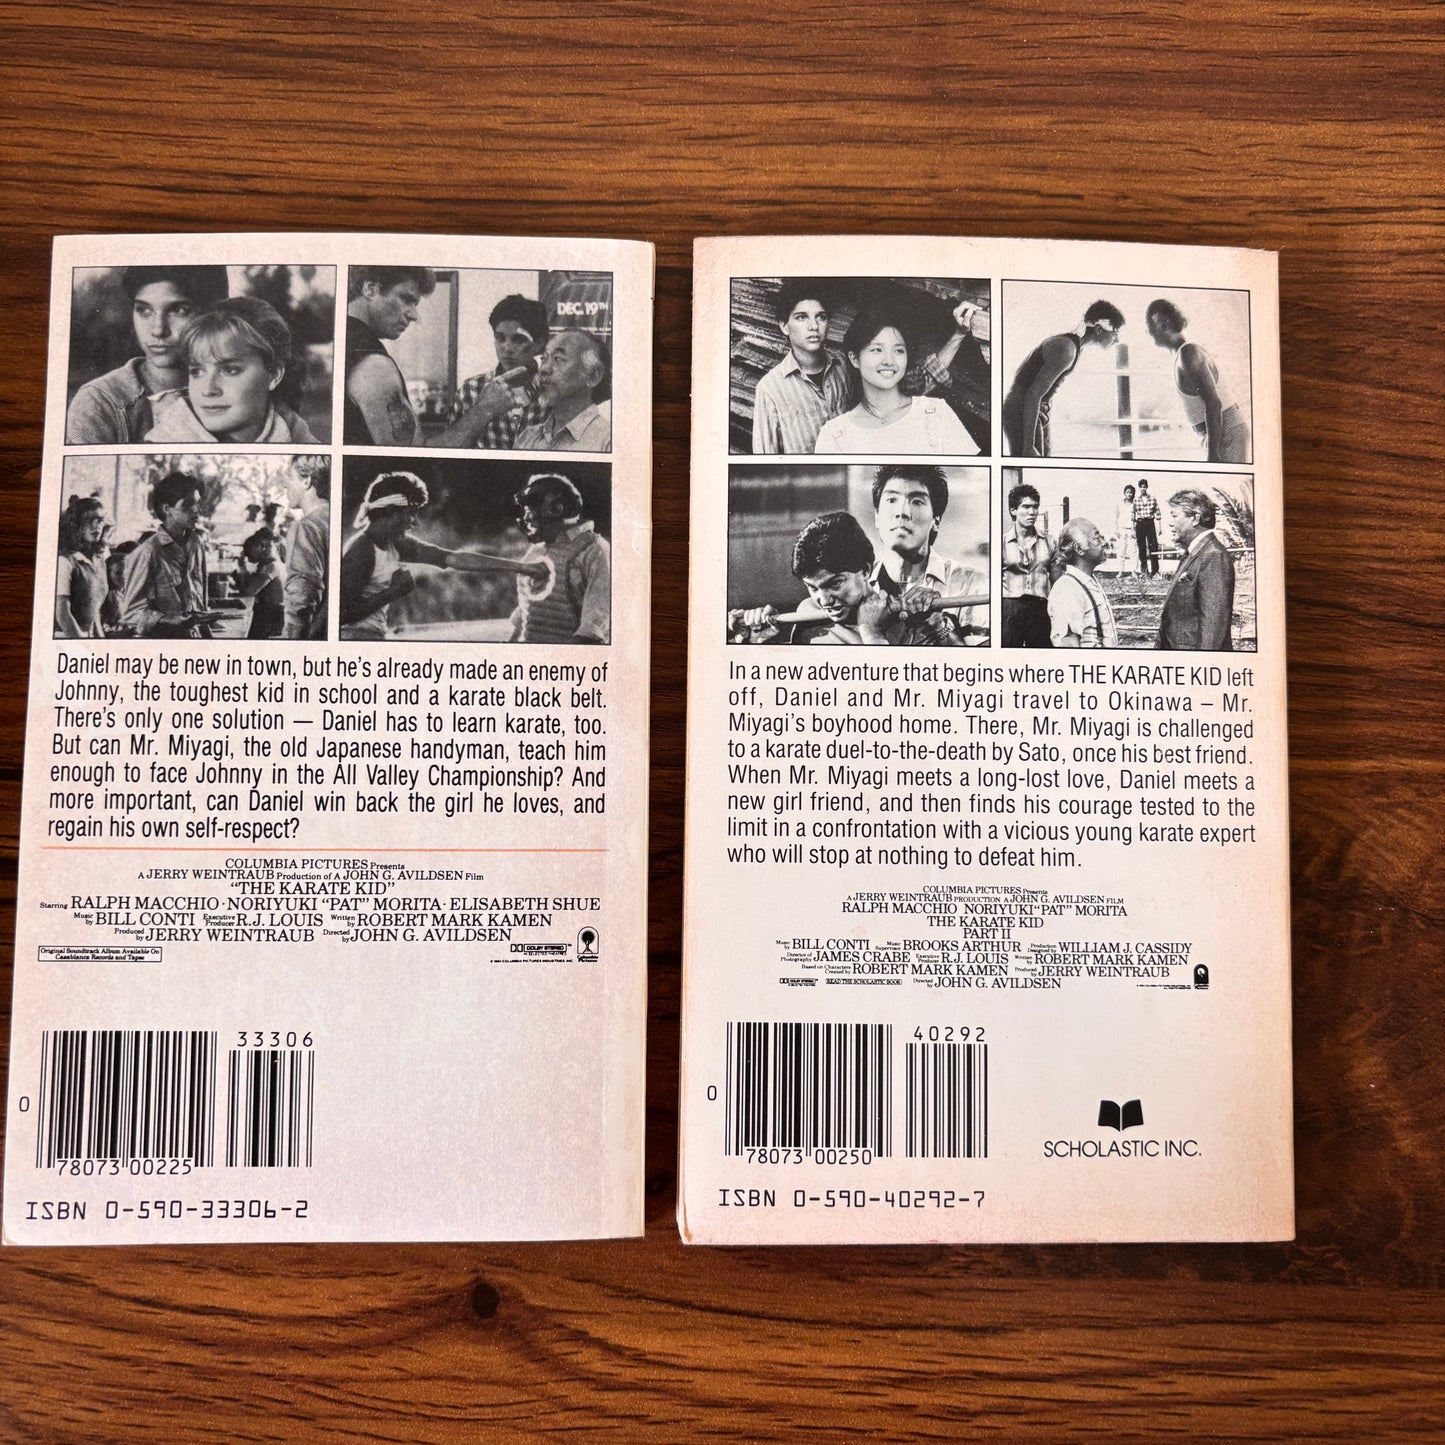 DEC. 19TH
Daniel may be new in town, but he's already made an enemy of
Johnny, the toughest kid in school and a karate black belt.
There's only one solution — Daniel has to learn karate, too.
But can Mr. Miyagi, the old Japanese handyman, teach him
enough to face Johnny in the All Valley Championship? And
more important, can Daniel win back the girl he loves, and
regain his own self-respect?
COLUMBIA PICTURES Presents
A JERRY WEINTRAUB Production of A JOHN G. AVILDSEN Film
"THE KARATE KID"
Starring RALPH MACCHIO · NORIYUKI "PAT" MORITA · ELISABETH SHUE
Music by BILL CONTI Executive Producer R.J. LOUIS Written by ROBERT MARK KAMEN
Produced by JERRY WEINTRAUB Directed by JOHN G. AVILDSEN
Original Soundtrack Album Available On
Casablanca Records and Tapes
DOLBY STEREO
IN SELECTED THEATRES
Columbia
Pictures
© 1984 COLUMBIA PICTURES INDUSTRIES, INC.
33306
0
78073 00225
ISBN 0-590-33306-2
In a new adventure that begins where THE KARATE KID left
off, Daniel and Mr. Miyagi travel to Okinawa – Mr.
Miyagi's boyhood home. There, Mr. Miyagi is challenged
to a karate duel-to-the-death by Sato, once his best friend.
When Mr. Miyagi meets a long-lost love, Daniel meets a
new girl friend, and then finds his courage tested to the
limit in a confrontation with a vicious young karate expert
who will stop at nothing to defeat him.
COLUMBIA PICTURES Presents
A JERRY WEINTRAUB PRODUCTION A JOHN G. AVILDSEN FILM
RALPH MACCHIO NORIYUKI "PAT" MORITA
THE KARATE KID
PART II
Music by BILL CONTI Music Supervisor BROOKS ARTHUR Production Designed by WILLIAM J. CASSIDY
Director of Photography JAMES CRABE Executive Producer R.J. LOUIS Written by ROBERT MARK KAMEN
Based on Characters Created by ROBERT MARK KAMEN Produced by JERRY WEINTRAUB
DOLBY STEREO READ THE SCHOLASTIC BOOK Directed by JOHN G. AVILDSEN
40292
0
78073 00250
SCHOLASTIC INC.
ISBN 0-590-40292-7